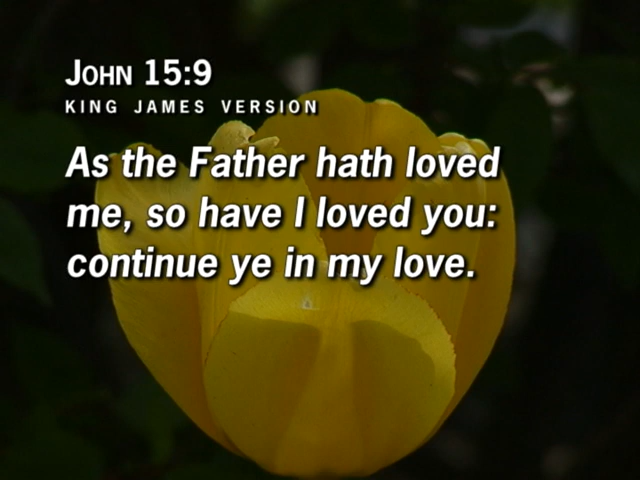 John 15:9
KING JAMES VERSION
As the Father hath loved
me, so have I loved you:
continue ye in my love.